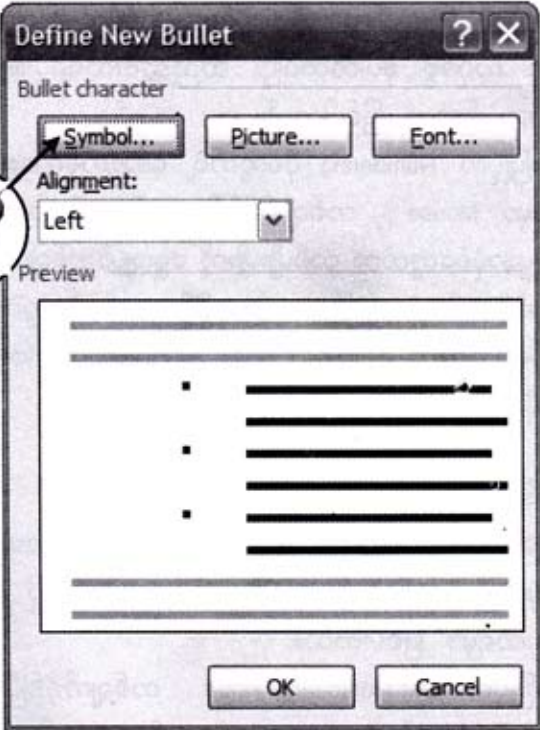 Define New Bullet
Bullet character
Symbol... Picture... Font...
Alignment:
Left
Preview
OK Cancel